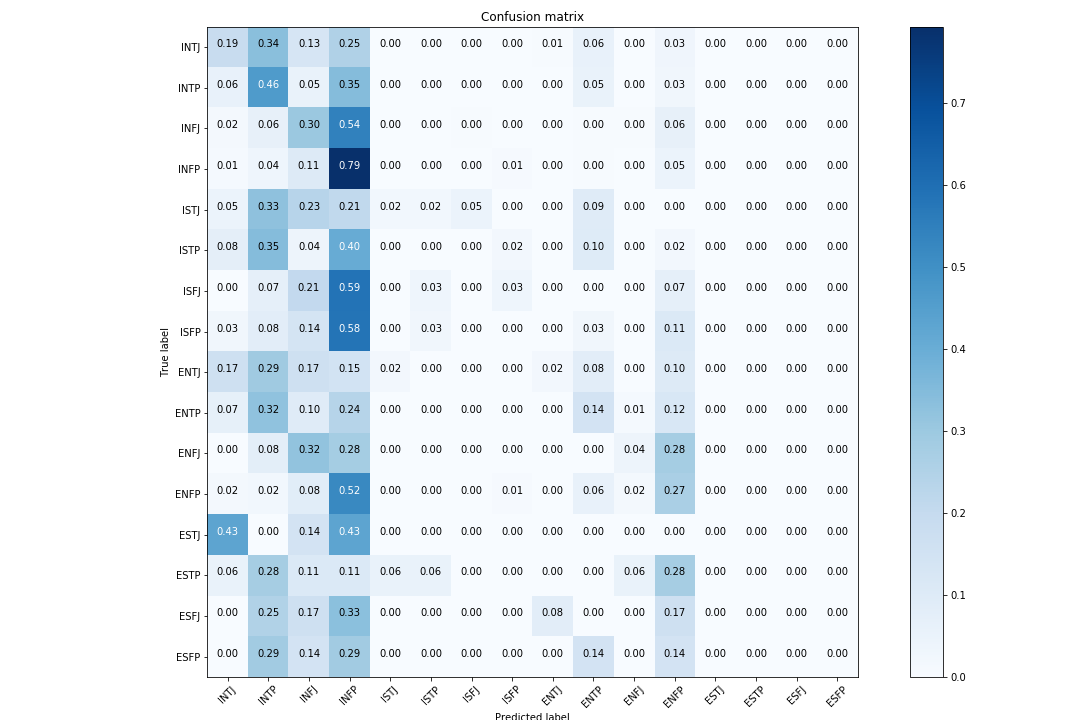 Confusion matrix
INTJ 0.19 0.34 0.13 0.25 0.00 0.00 0.00 0.00 0.01 0.06 0.00 0.03 0.00 0.00 0.00 0.00
INTP 0.06 0.46 0.05 0.35 0.00 0.00 0.00 0.00 0.00 0.05 0.00 0.03 0.00 0.00 0.00 0.00
INFJ 0.02 0.06 0.30 0.54 0.00 0.00 0.00 0.00 0.00 0.00 0.00 0.06 0.00 0.00 0.00 0.00
INFP 0.01 0.04 0.11 0.79 0.00 0.00 0.00 0.01 0.00 0.00 0.00 0.05 0.00 0.00 0.00 0.00
ISTJ 0.05 0.33 0.23 0.21 0.02 0.02 0.05 0.00 0.00 0.09 0.00 0.00 0.00 0.00 0.00 0.00
ISTP 0.08 0.35 0.04 0.40 0.00 0.00 0.00 0.02 0.00 0.10 0.00 0.02 0.00 0.00 0.00 0.00
ISFJ 0.00 0.07 0.21 0.59 0.00 0.03 0.00 0.03 0.00 0.00 0.00 0.07 0.00 0.00 0.00 0.00
ISFP 0.03 0.08 0.14 0.58 0.00 0.03 0.00 0.00 0.00 0.03 0.00 0.11 0.00 0.00 0.00 0.00
ENTJ 0.17 0.29 0.17 0.15 0.02 0.00 0.00 0.00 0.02 0.08 0.00 0.10 0.00 0.00 0.00 0.00
ENTP 0.07 0.32 0.10 0.24 0.00 0.00 0.00 0.00 0.00 0.14 0.01 0.12 0.00 0.00 0.00 0.00
ENFJ 0.00 0.08 0.32 0.28 0.00 0.00 0.00 0.00 0.00 0.00 0.04 0.28 0.00 0.00 0.00 0.00
ENFP 0.02 0.02 0.08 0.52 0.00 0.00 0.00 0.01 0.00 0.06 0.02 0.27 0.00 0.00 0.00 0.00
ESTJ 0.43 0.00 0.14 0.43 0.00 0.00 0.00 0.00 0.00 0.00 0.00 0.00 0.00 0.00 0.00 0.00
ESTP 0.06 0.28 0.11 0.11 0.06 0.06 0.00 0.00 0.00 0.00 0.06 0.28 0.00 0.00 0.00 0.00
ESFJ 0.00 0.25 0.17 0.33 0.00 0.00 0.00 0.00 0.08 0.00 0.00 0.17 0.00 0.00 0.00 0.00
ESFP 0.00 0.29 0.14 0.29 0.00 0.00 0.00 0.00 0.00 0.14 0.00 0.14 0.00 0.00 0.00 0.00
INTJ INTP INFJ INFP ISTJ ISTP ISFJ ISFP ENTJ ENTP ENFJ ENFP ESTJ ESTP ESFJ ESFP
True label
Predicted label
0.7
0.6
0.5
0.4
0.3
0.2
0.1
0.0